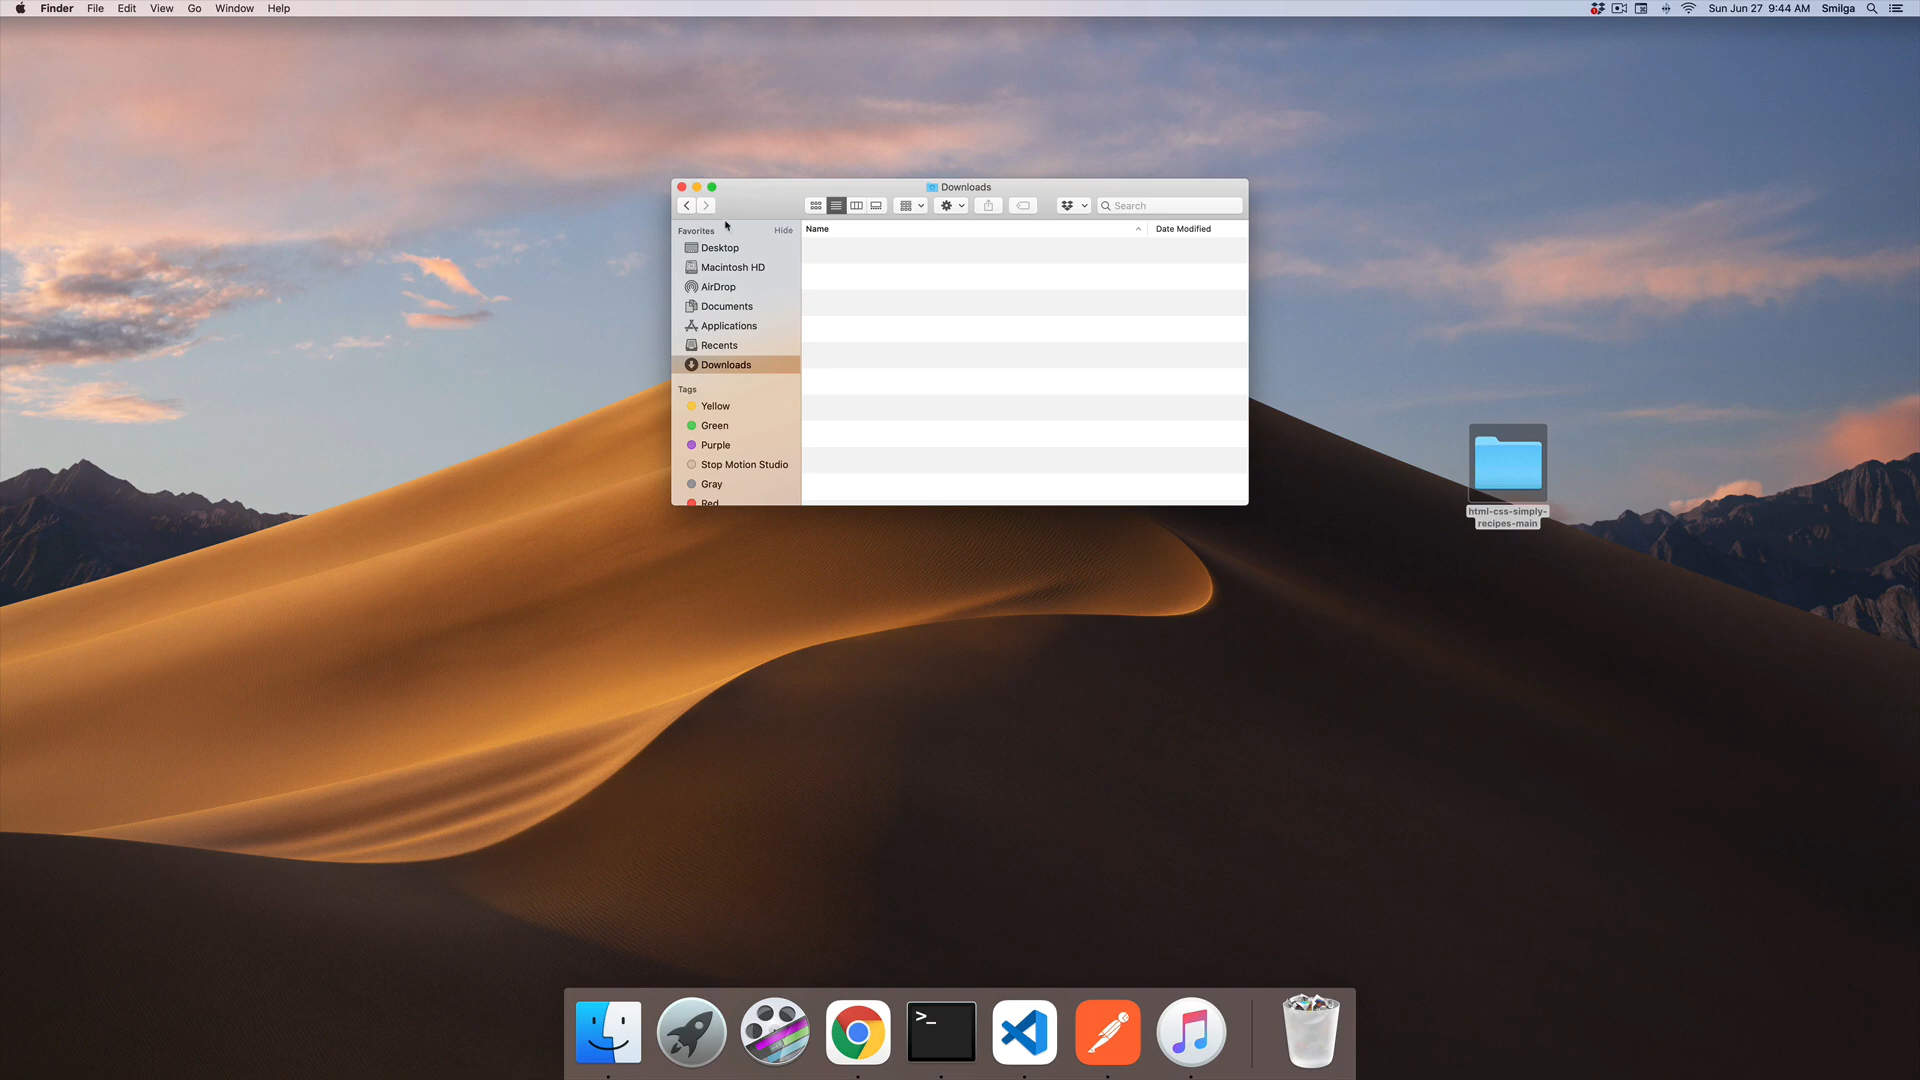 Finder File Edit View Go Window Help
Sun Jun 27 9:44 AM Smilga
Downloads
Search
Favorites Hide
Name Date Modified
Desktop
Macintosh HD
AirDrop
Documents
Applications
Recents
Downloads
Tags
Yellow
Green
Purple
Stop Motion Studio
Gray
Red
html-css-simply-
recipes-main
>_